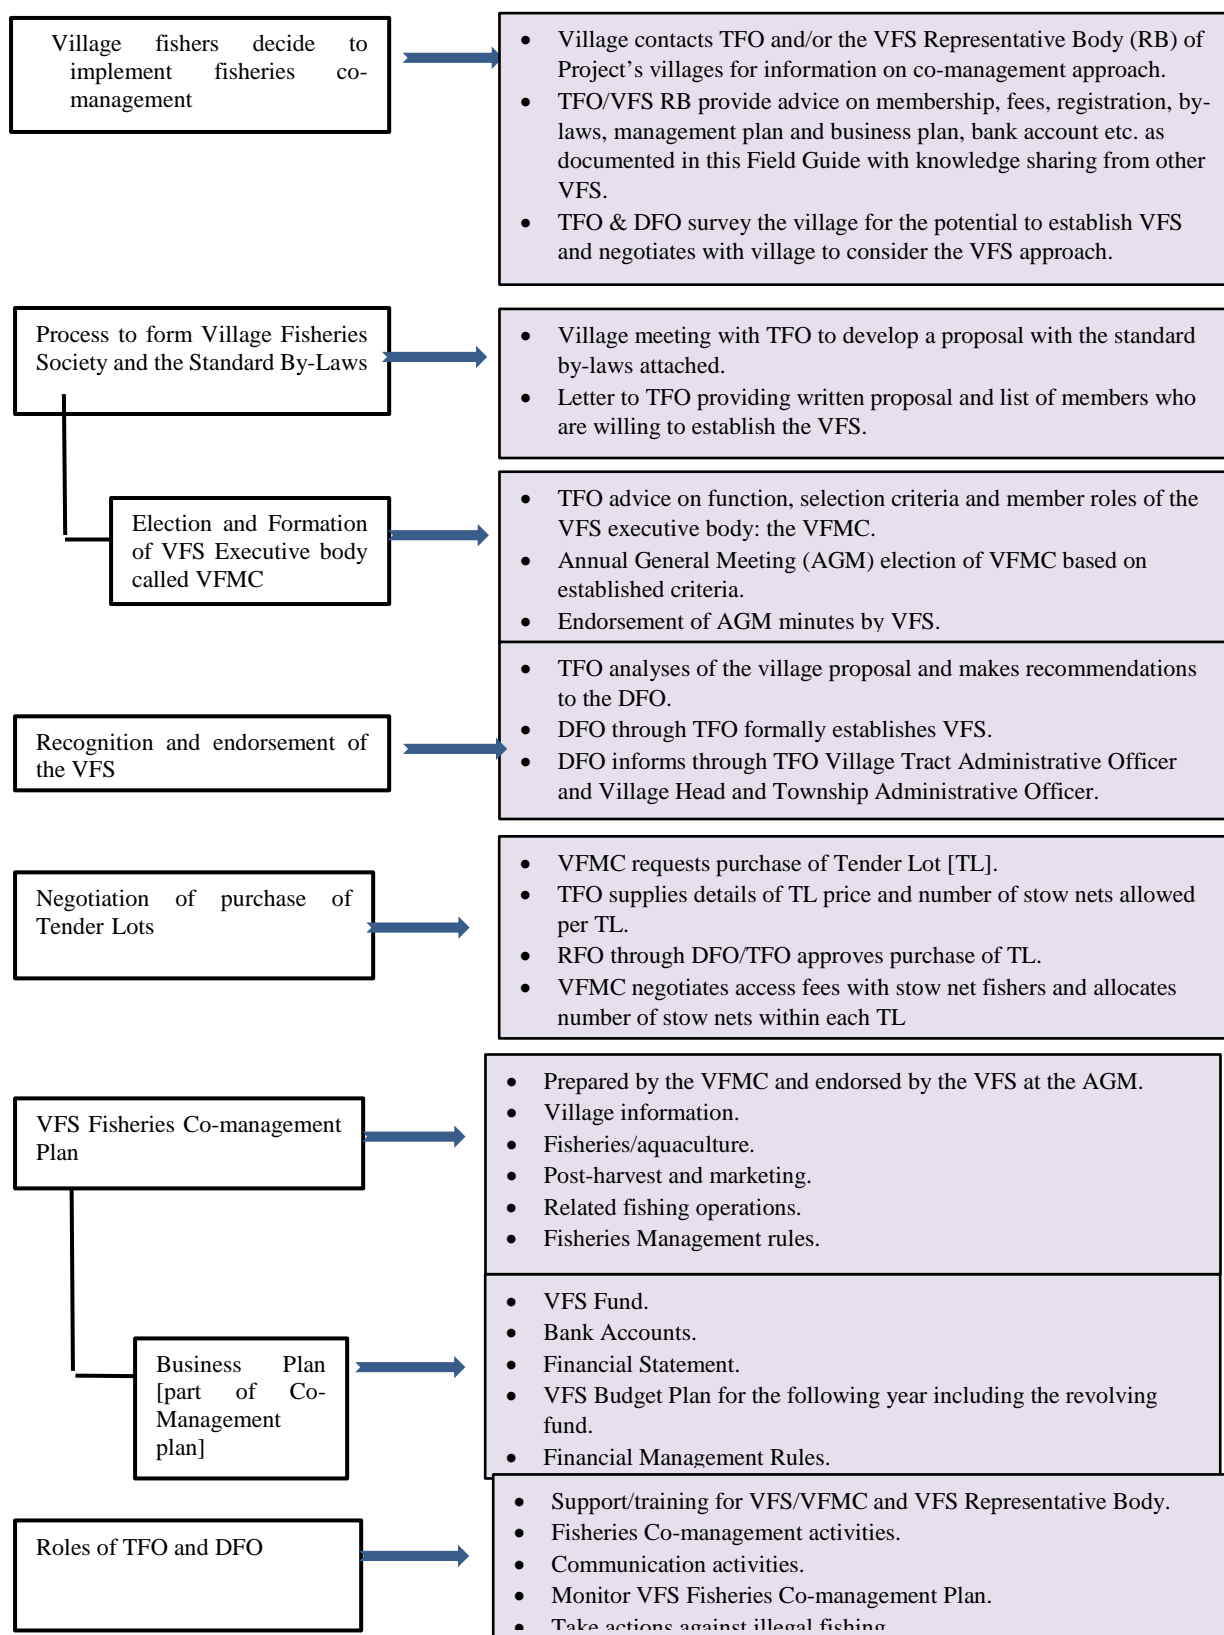 Village fishers decide to
implement fisheries co-
management
• Village contacts TFO and/or the VFS Representative Body (RB) of
Project’s villages for information on co-management approach.
• TFO/VFS RB provide advice on membership, fees, registration, by-
laws, management plan and business plan, bank account etc. as
documented in this Field Guide with knowledge sharing from other
VFS.
• TFO & DFO survey the village for the potential to establish VFS
and negotiates with village to consider the VFS approach.
Process to form Village Fisheries
Society and the Standard By-Laws
• Village meeting with TFO to develop a proposal with the standard
by-laws attached.
• Letter to TFO providing written proposal and list of members who
are willing to establish the VFS.
Election and Formation
of VFS Executive body
called VFMC
• TFO advice on function, selection criteria and member roles of the
VFS executive body: the VFMC.
• Annual General Meeting (AGM) election of VFMC based on
established criteria.
• Endorsement of AGM minutes by VFS.
Recognition and endorsement of
the VFS
• TFO analyses of the village proposal and makes recommendations
to the DFO.
• DFO through TFO formally establishes VFS.
• DFO informs through TFO Village Tract Administrative Officer
and Village Head and Township Administrative Officer.
Negotiation of purchase of
Tender Lots
• VFMC requests purchase of Tender Lot [TL].
• TFO supplies details of TL price and number of stow nets allowed
per TL.
• RFO through DFO/TFO approves purchase of TL.
• VFMC negotiates access fees with stow net fishers and allocates
number of stow nets within each TL
VFS Fisheries Co-management
Plan
• Prepared by the VFMC and endorsed by the VFS at the AGM.
• Village information.
• Fisheries/aquaculture.
• Post-harvest and marketing.
• Related fishing operations.
• Fisheries Management rules.
Business Plan
[part of Co-
Management
plan]
• VFS Fund.
• Bank Accounts.
• Financial Statement.
• VFS Budget Plan for the following year including the revolving
fund.
• Financial Management Rules.
Roles of TFO and DFO
• Support/training for VFS/VFMC and VFS Representative Body.
• Fisheries Co-management activities.
• Communication activities.
• Monitor VFS Fisheries Co-management Plan.
• Take actions against illegal fishing